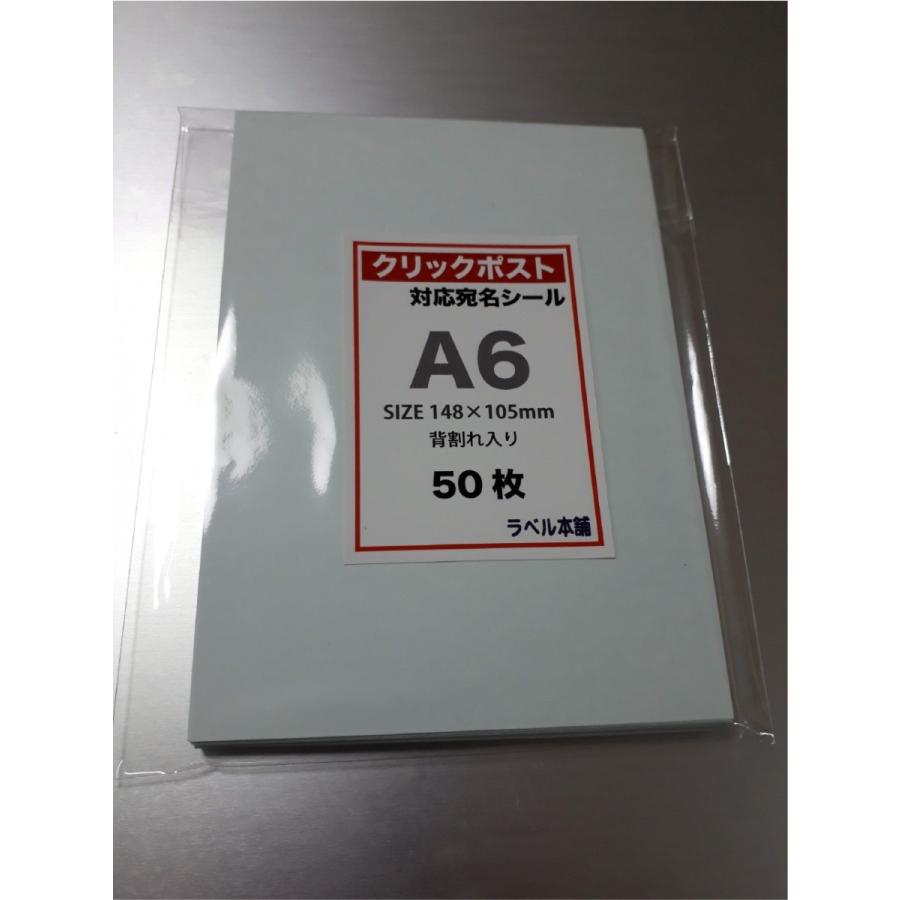 クリックポスト
対応宛名シール
A6
SIZE 148×105mm
背割れ入り
50枚
ラベル本舗